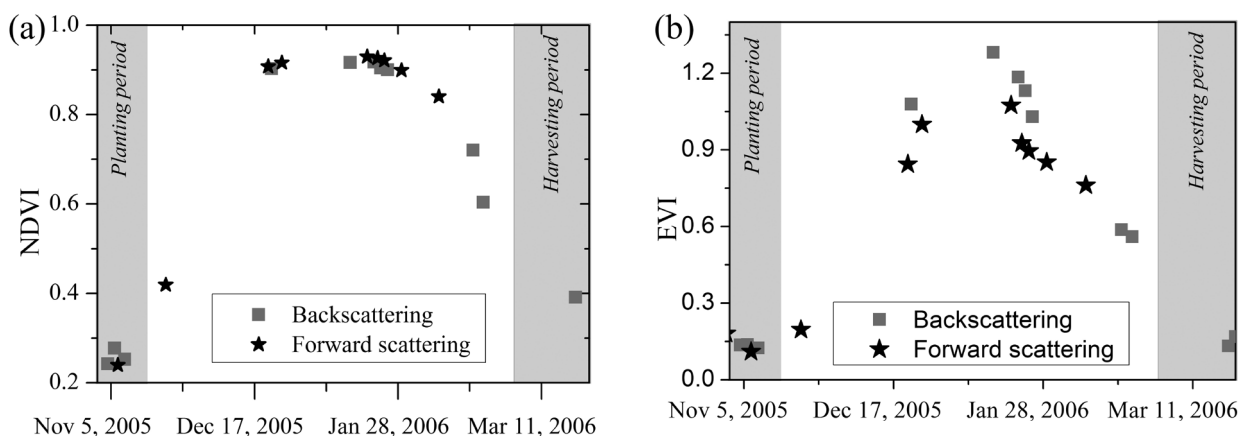 (a)
NDVI
1.0
0.8
0.6
0.4
0.2
Planting period
Harvesting period
Backscattering
Forward scattering
Nov 5, 2005 Dec 17, 2005 Jan 28, 2006 Mar 11, 2006
(b)
EVI
1.2
0.9
0.6
0.3
0.0
Planting period
Harvesting period
Backscattering
Forward scattering
Nov 5, 2005 Dec 17, 2005 Jan 28, 2006 Mar 11, 2006